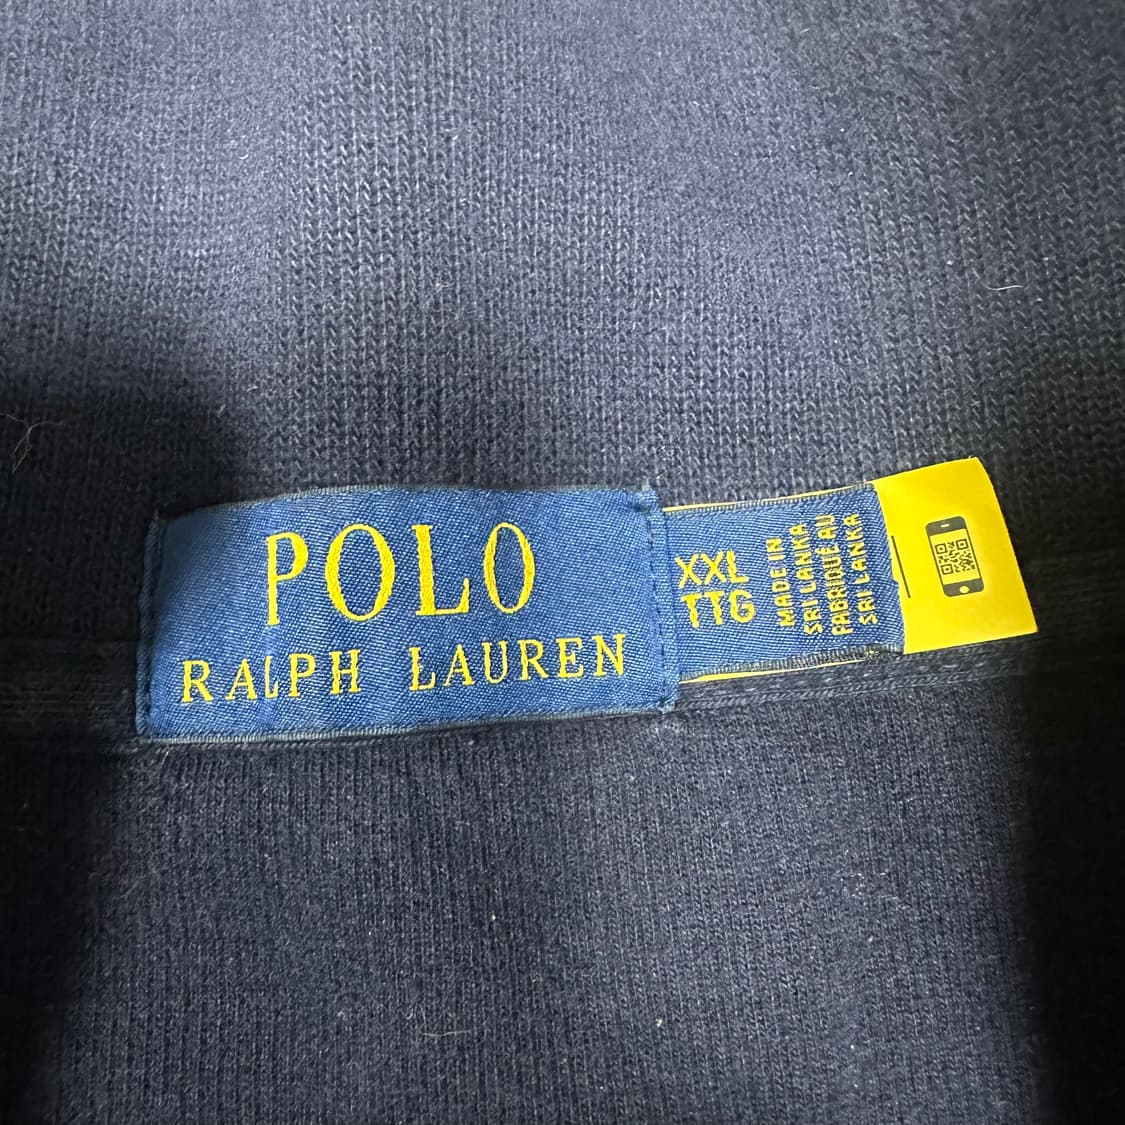 POLO
RALPH LAUREN
XXL
TTG
MADE IN
SRI LANKA
FABRIQUÉ AU
SRI LANKA